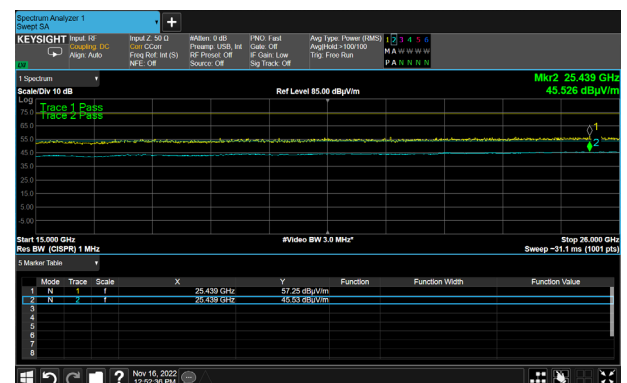 Spectrum Analyzer 1
Swept SA
KEYSIGHT Input: RF Input Z: 50 Ω #Atten: 0 dB PNO: Fast Avg Type: Power (RMS) 1 2 3 4 5 6
Coupling: DC Corr CCorr Preamp: USB, Int Gate: Off Avg|Hold >100/100 M A W W W W
Align: Auto Freq Ref: Int (S) RF Preset: Off IF Gain: Low Trig: Free Run
NFE: Off Source: Off Sig Track: Off P A N N N N
1 Spectrum
Mkr2 25.439 GHz
Scale/Div 10 dB Ref Level 85.00 dBµV/m 45.526 dBµV/m
Log
Trace 1 Pass
75.0
Trace 2 Pass
65.0
1
55.0
2
45.0
35.0
25.0
15.0
5.00
-5.00
Start 15.000 GHz #Video BW 3.0 MHz* Stop 26.000 GHz
Res BW (CISPR) 1 MHz Sweep ~31.1 ms (1001 pts)
5 Marker Table
Mode Trace Scale X Y Function Function Width Function Value
1 N 1 f 25.439 GHz 57.25 dBµV/m
2 N 2 f 25.439 GHz 45.53 dBµV/m
3
4
5
6
7
8
? Nov 16, 2022
12:52:36 PM